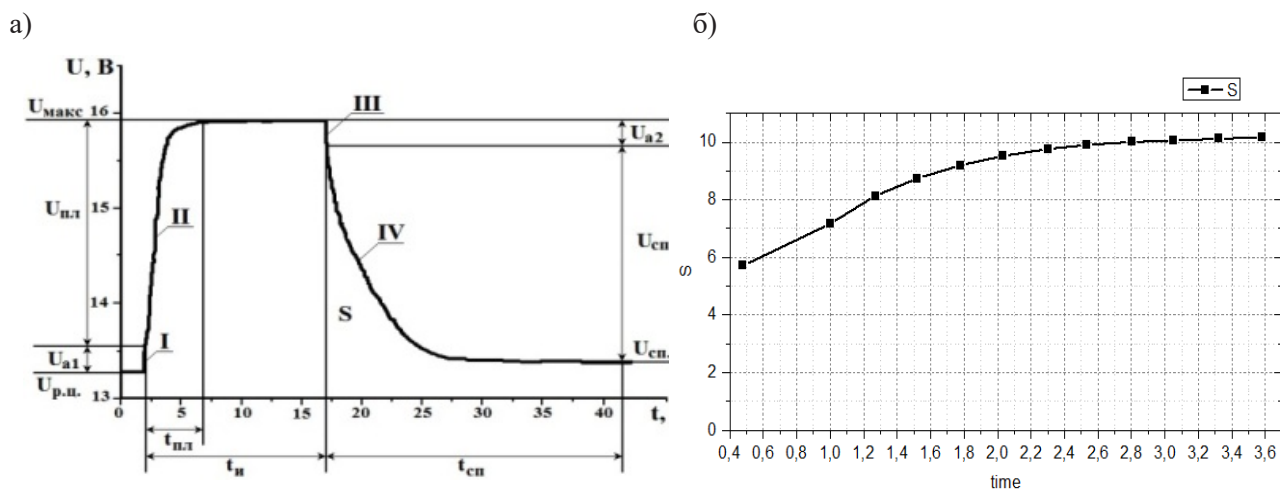 а)
б)
U, В
Uмакс 16
III
Uа2
Uпл
15
II
IV
Uсп
14
S
I
Uа1
Uсп.
Uр.ц.
13
0 5 10 15 20 25 30 35 40 t,
tпл
tи
tсп
S
10
8
6
S
4
2
0
0,4 0,6 0,8 1,0 1,2 1,4 1,6 1,8 2,0 2,2 2,4 2,6 2,8 3,0 3,2 3,4 3,6
time